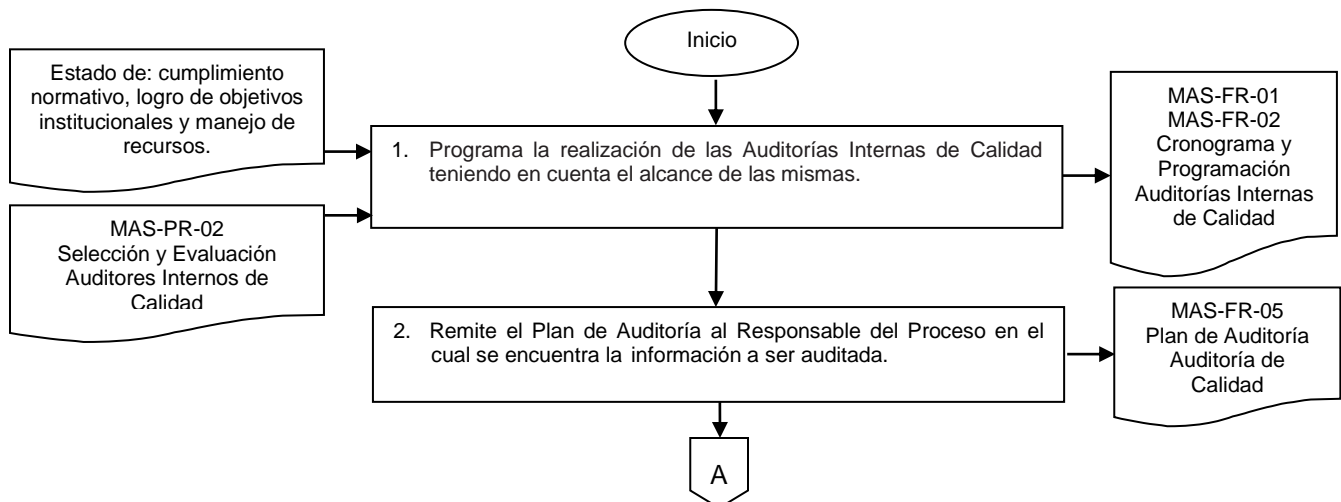 Inicio
Estado de: cumplimiento
normativo, logro de objetivos
institucionales y manejo de
recursos.
MAS-PR-02
Selección y Evaluación
Auditores Internos de
Calidad
1. Programa la realización de las Auditorías Internas de Calidad
teniendo en cuenta el alcance de las mismas.
MAS-FR-01
MAS-FR-02
Cronograma y
Programación
Auditorías Internas
de Calidad
2. Remite el Plan de Auditoría al Responsable del Proceso en el
cual se encuentra la información a ser auditada.
MAS-FR-05
Plan de Auditoría
Auditoría de
Calidad
A